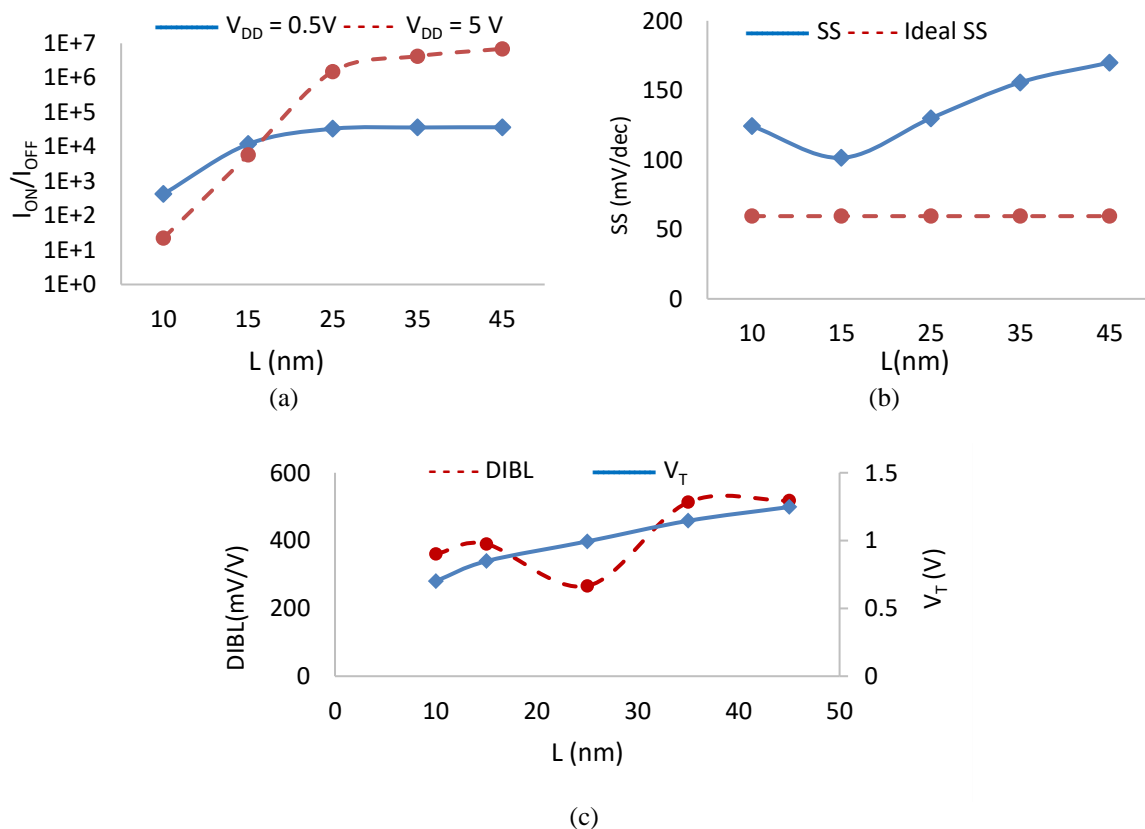 V_DD = 0.5V V_DD = 5 V
1E+7
1E+6
1E+5
1E+4
1E+3
1E+2
1E+1
1E+0
I_ON/I_OFF
10 15 25 35 45
L (nm)
(a)
SS Ideal SS
200
150
100
50
0
SS (mV/dec)
10 15 25 35 45
L(nm)
(b)
DIBL V_T
600
400
200
0
DIBL(mV/V)
1.5
1
0.5
0
V_T (V)
0 10 20 30 40 50
L (nm)
(c)